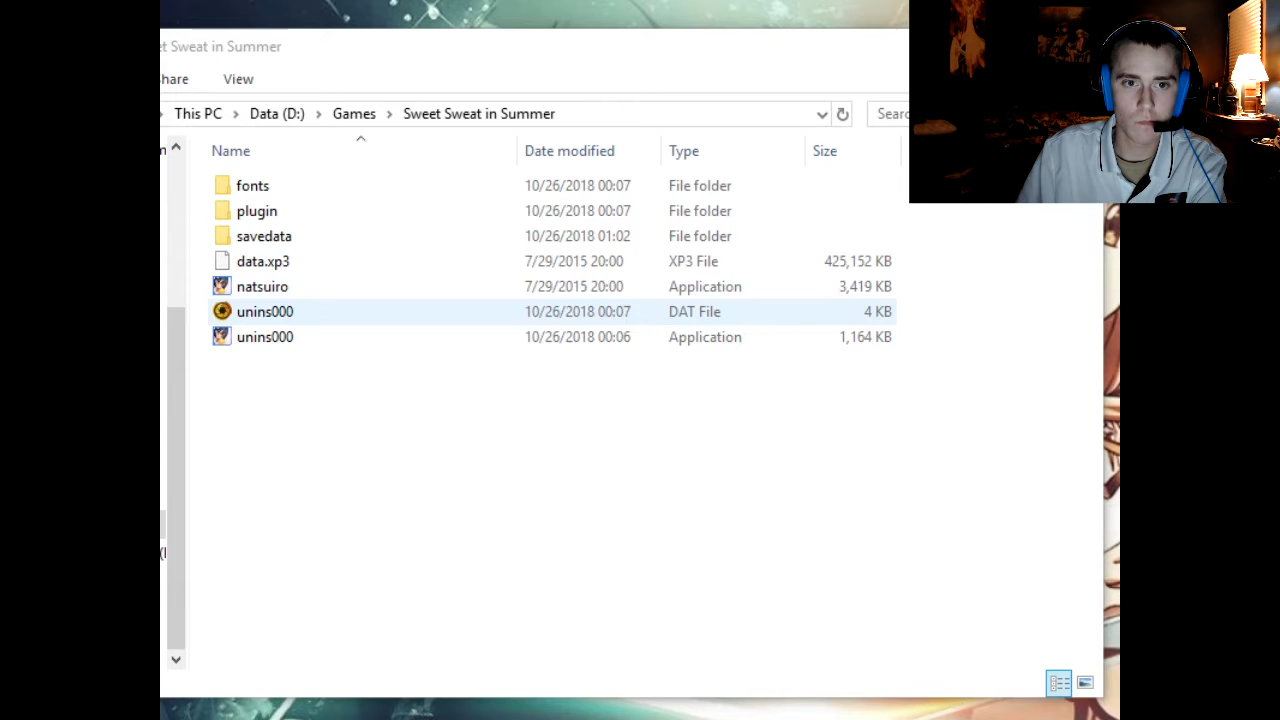 et Sweat in Summer
hare View
This PC Data (D:) Games Sweet Sweat in Summer Searc
Name Date modified Type Size
fonts 10/26/2018 00:07 File folder
plugin 10/26/2018 00:07 File folder
savedata 10/26/2018 01:02 File folder
data.xp3 7/29/2015 20:00 XP3 File 425,152 KB
natsuiro 7/29/2015 20:00 Application 3,419 KB
unins000 10/26/2018 00:07 DAT File 4 KB
unins000 10/26/2018 00:06 Application 1,164 KB